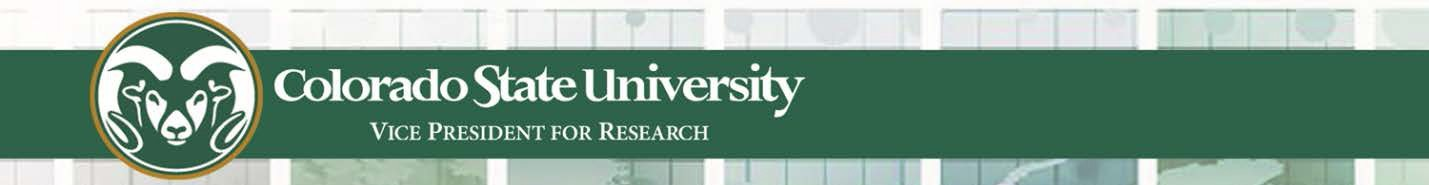 Colorado State University
VICE PRESIDENT FOR RESEARCH